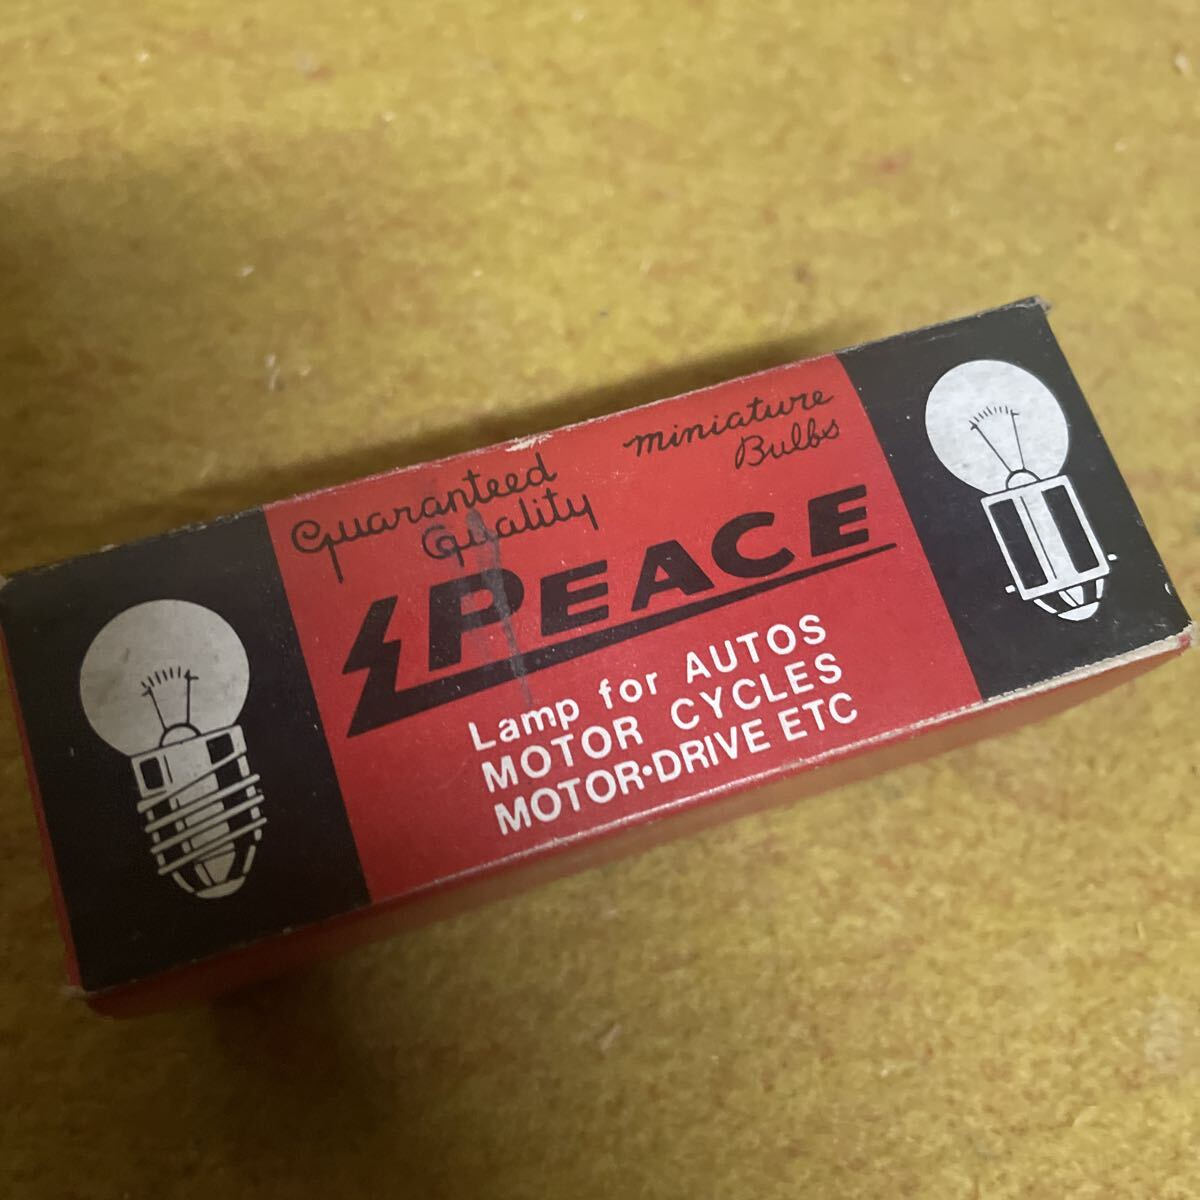 Guaranteed
Quality
miniature
Bulbs
PEACE
Lamp for AUTOS
MOTOR CYCLES
MOTOR·DRIVE ETC